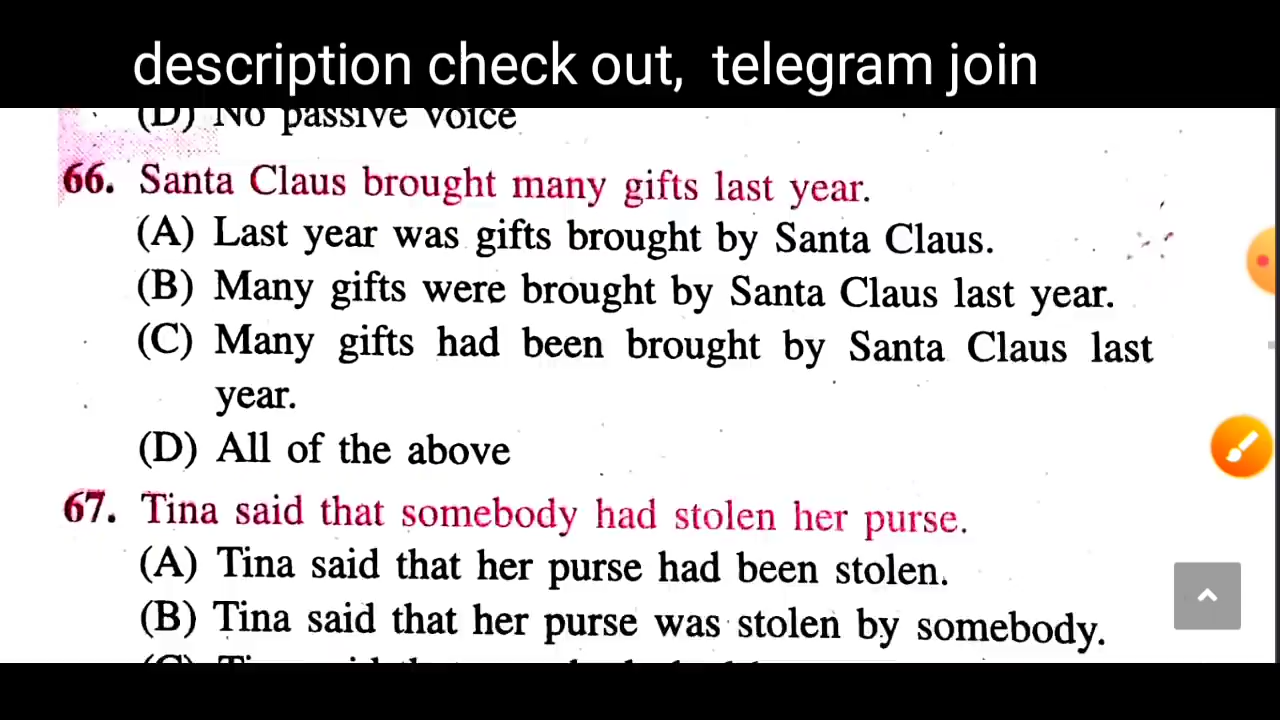 description check out, telegram join
(D) No passive voice
66. Santa Claus brought many gifts last year.
(A) Last year was gifts brought by Santa Claus.
(B) Many gifts were brought by Santa Claus last year.
(C) Many gifts had been brought by Santa Claus last
year.
(D) All of the above
67. Tina said that somebody had stolen her purse.
(A) Tina said that her purse had been stolen.
(B) Tina said that her purse was stolen by somebody.